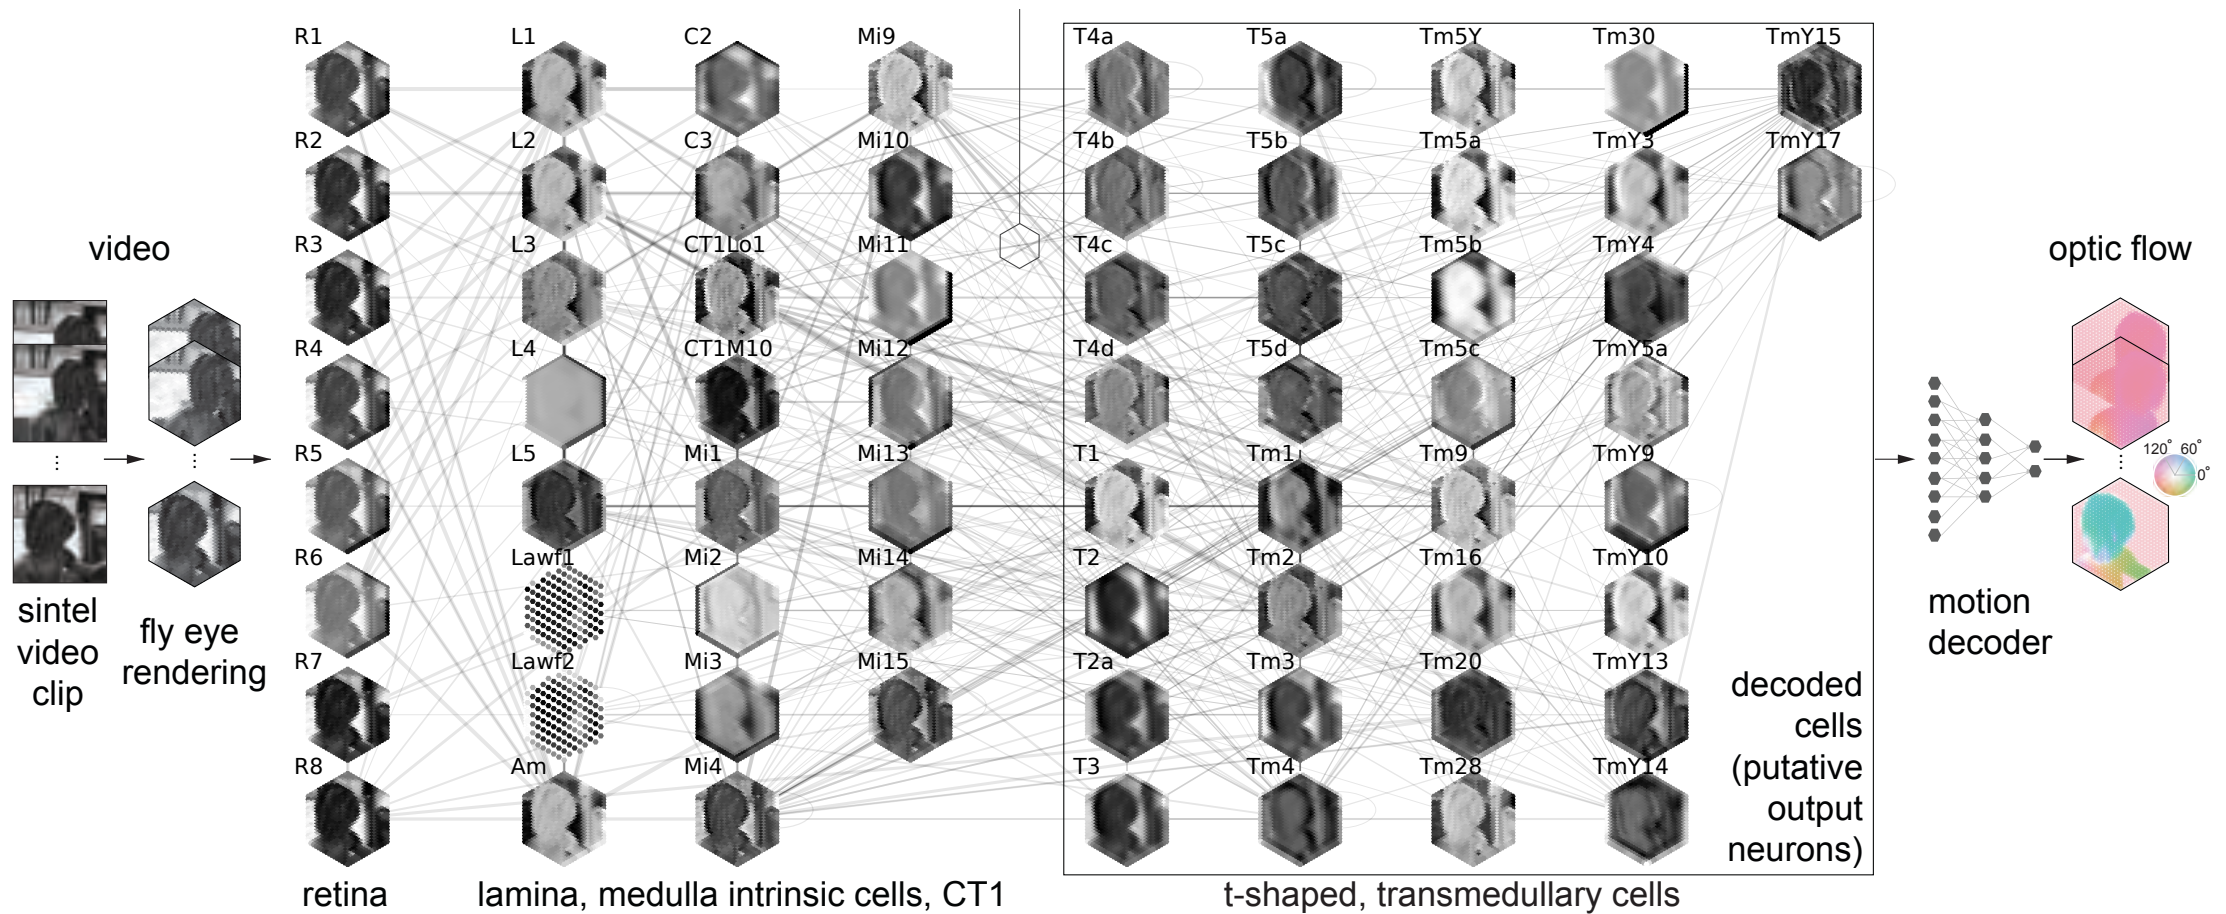 video
⋮
sintel
video
clip
⋮
fly eye
rendering
R1
R2
R3
R4
R5
R6
R7
R8
retina
L1
L2
L3
L4
L5
Lawf1
Lawf2
Am
C2
C3
CT1Lo1
CT1M10
Mi1
Mi2
Mi3
Mi4
Mi9
Mi10
Mi11
Mi12
Mi13
Mi14
Mi15
lamina, medulla intrinsic cells, CT1
T4a
T4b
T4c
T4d
T1
T2
T2a
T3
T5a
T5b
T5c
T5d
Tm1
Tm2
Tm3
Tm4
Tm5Y
Tm5a
Tm5b
Tm5c
Tm9
Tm16
Tm20
Tm28
Tm30
TmY3
TmY4
TmY5a
TmY9
TmY10
TmY13
TmY14
TmY15
TmY17
decoded
cells
(putative
output
neurons)
t-shaped, transmedullary cells
motion
decoder
optic flow
⋮
120° 60°
0°